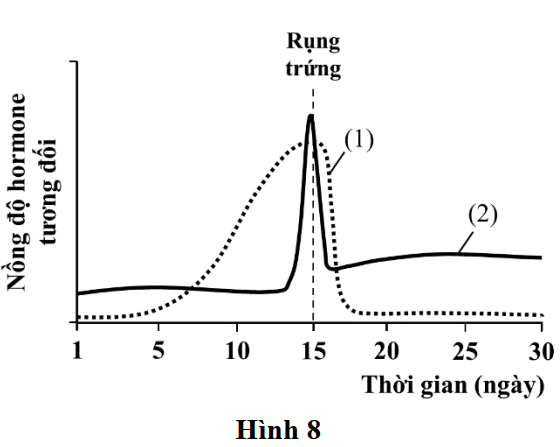 Rụng
trứng
Nồng độ hormone
tương đối
(1)
(2)
1 5 10 15 20 25 30
Thời gian (ngày)
Hình 8